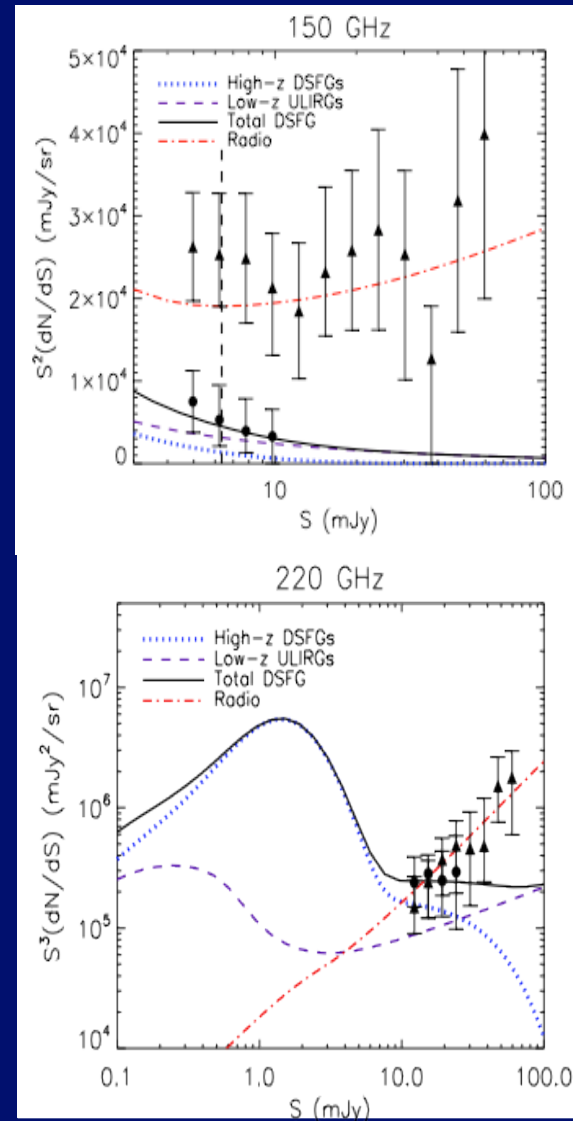 150 GHz
High-z DSFGs
Low-z ULIRGs
Total DSFG
Radio
5×10⁴
4×10⁴
3×10⁴
2×10⁴
1×10⁴
0
S²(dN/dS) (mJy/sr)
10 100
S (mJy)
220 GHz
High-z DSFGs
Low-z ULIRGs
Total DSFG
Radio
10⁷
10⁶
10⁵
10⁴
S³(dN/dS) (mJy²/sr)
0.1 1.0 10.0 100.0
S (mJy)